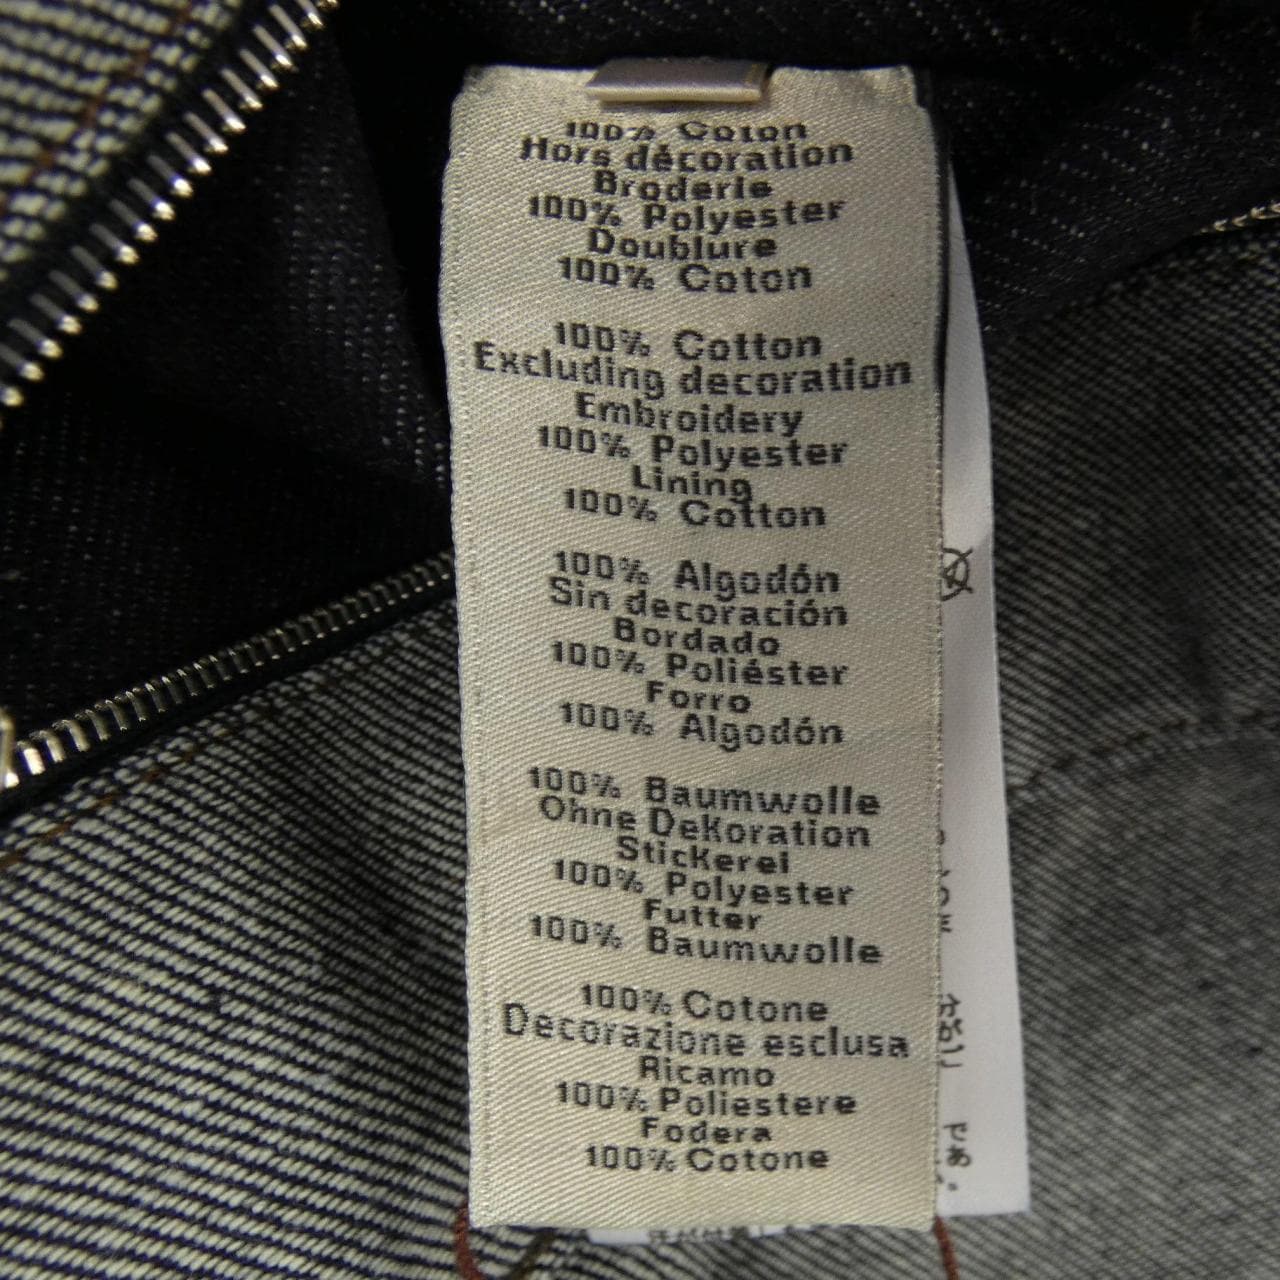 100% Coton
Hors décoration
Broderie
100% Polyester
Doublure
100% Coton
100% Cotton
Excluding decoration
Embroidery
100% Polyester
Lining
100% Cotton
100% Algodón
Sin decoración
Bordado
100% Poliéster
Forro
100% Algodón
100% Baumwolle
Ohne Dekoration
Stickerei
100% Polyester
Futter
100% Baumwolle
100% Cotone
Decorazione esclusa
Ricamo
100% Poliestere
Fodera
100% Cotone